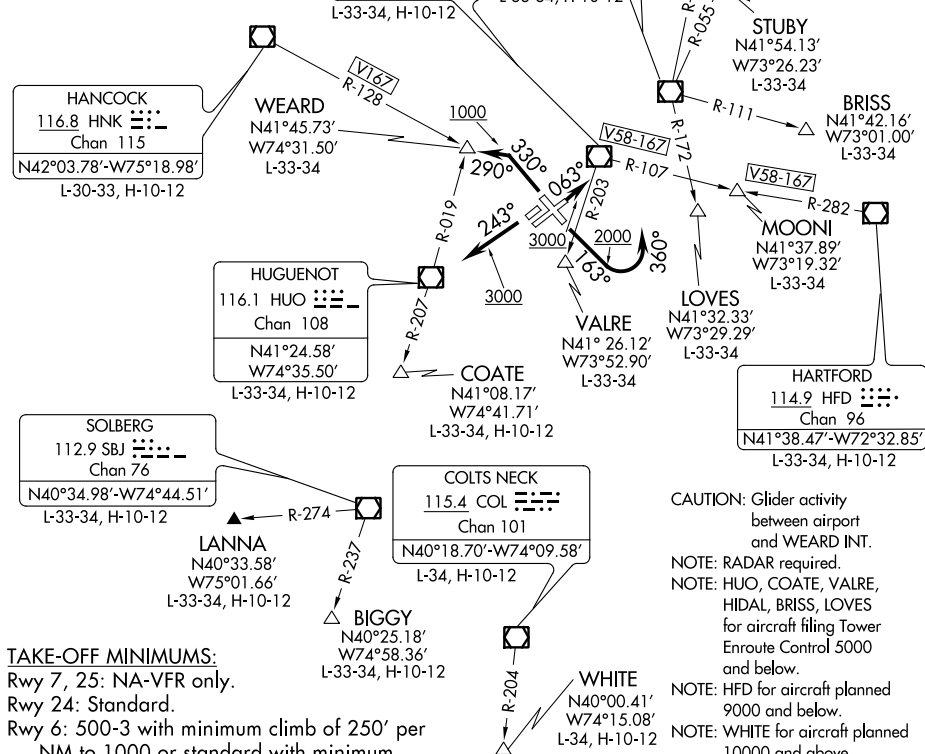 L-33-34, H-10-12
STUBY
N41°54.13'
W73°26.23'
L-33-34
R-055
HANCOCK
116.8 HNK
Chan 115
N42°03.78'-W75°18.98'
L-30-33, H-10-12
V167
R-128
WEARD
N41°45.73'
W74°31.50'
L-33-34
1000
330°
290°
R-111
BRISS
N41°42.16'
W73°01.00'
L-33-34
R-172
V58-167
R-107
V58-167
R-282
MOONI
N41°37.89'
W73°19.32'
L-33-34
063°
R-203
R-019
243°
3000
3000
2000
163°
360°
HUGUENOT
116.1 HUO
Chan 108
N41°24.58'
W74°35.50'
L-33-34, H-10-12
R-207
VALRE
N41° 26.12'
W73°52.90'
L-33-34
LOVES
N41°32.33'
W73°29.29'
L-33-34
COATE
N41°08.17'
W74°41.71'
L-33-34, H-10-12
HARTFORD
114.9 HFD
Chan 96
N41°38.47'-W72°32.85'
L-33-34, H-10-12
SOLBERG
112.9 SBJ
Chan 76
N40°34.98'-W74°44.51'
L-33-34, H-10-12
R-274
LANNA
N40°33.58'
W75°01.66'
L-33-34, H-10-12
R-237
BIGGY
N40°25.18'
W74°58.36'
L-33-34, H-10-12
COLTS NECK
115.4 COL
Chan 101
N40°18.70'-W74°09.58'
L-34, H-10-12
R-204
WHITE
N40°00.41'
W74°15.08'
L-34, H-10-12
CAUTION: Glider activity
between airport
and WEARD INT.
NOTE: RADAR required.
NOTE: HUO, COATE, VALRE,
HIDAL, BRISS, LOVES
for aircraft filing Tower
Enroute Control 5000
and below.
NOTE: HFD for aircraft planned
9000 and below.
NOTE: WHITE for aircraft planned
10000 and above.
TAKE-OFF MINIMUMS:
Rwy 7, 25: NA-VFR only.
Rwy 24: Standard.
Rwy 6: 500-3 with minimum climb of 250' per
NM to 1000 or standard with minimum